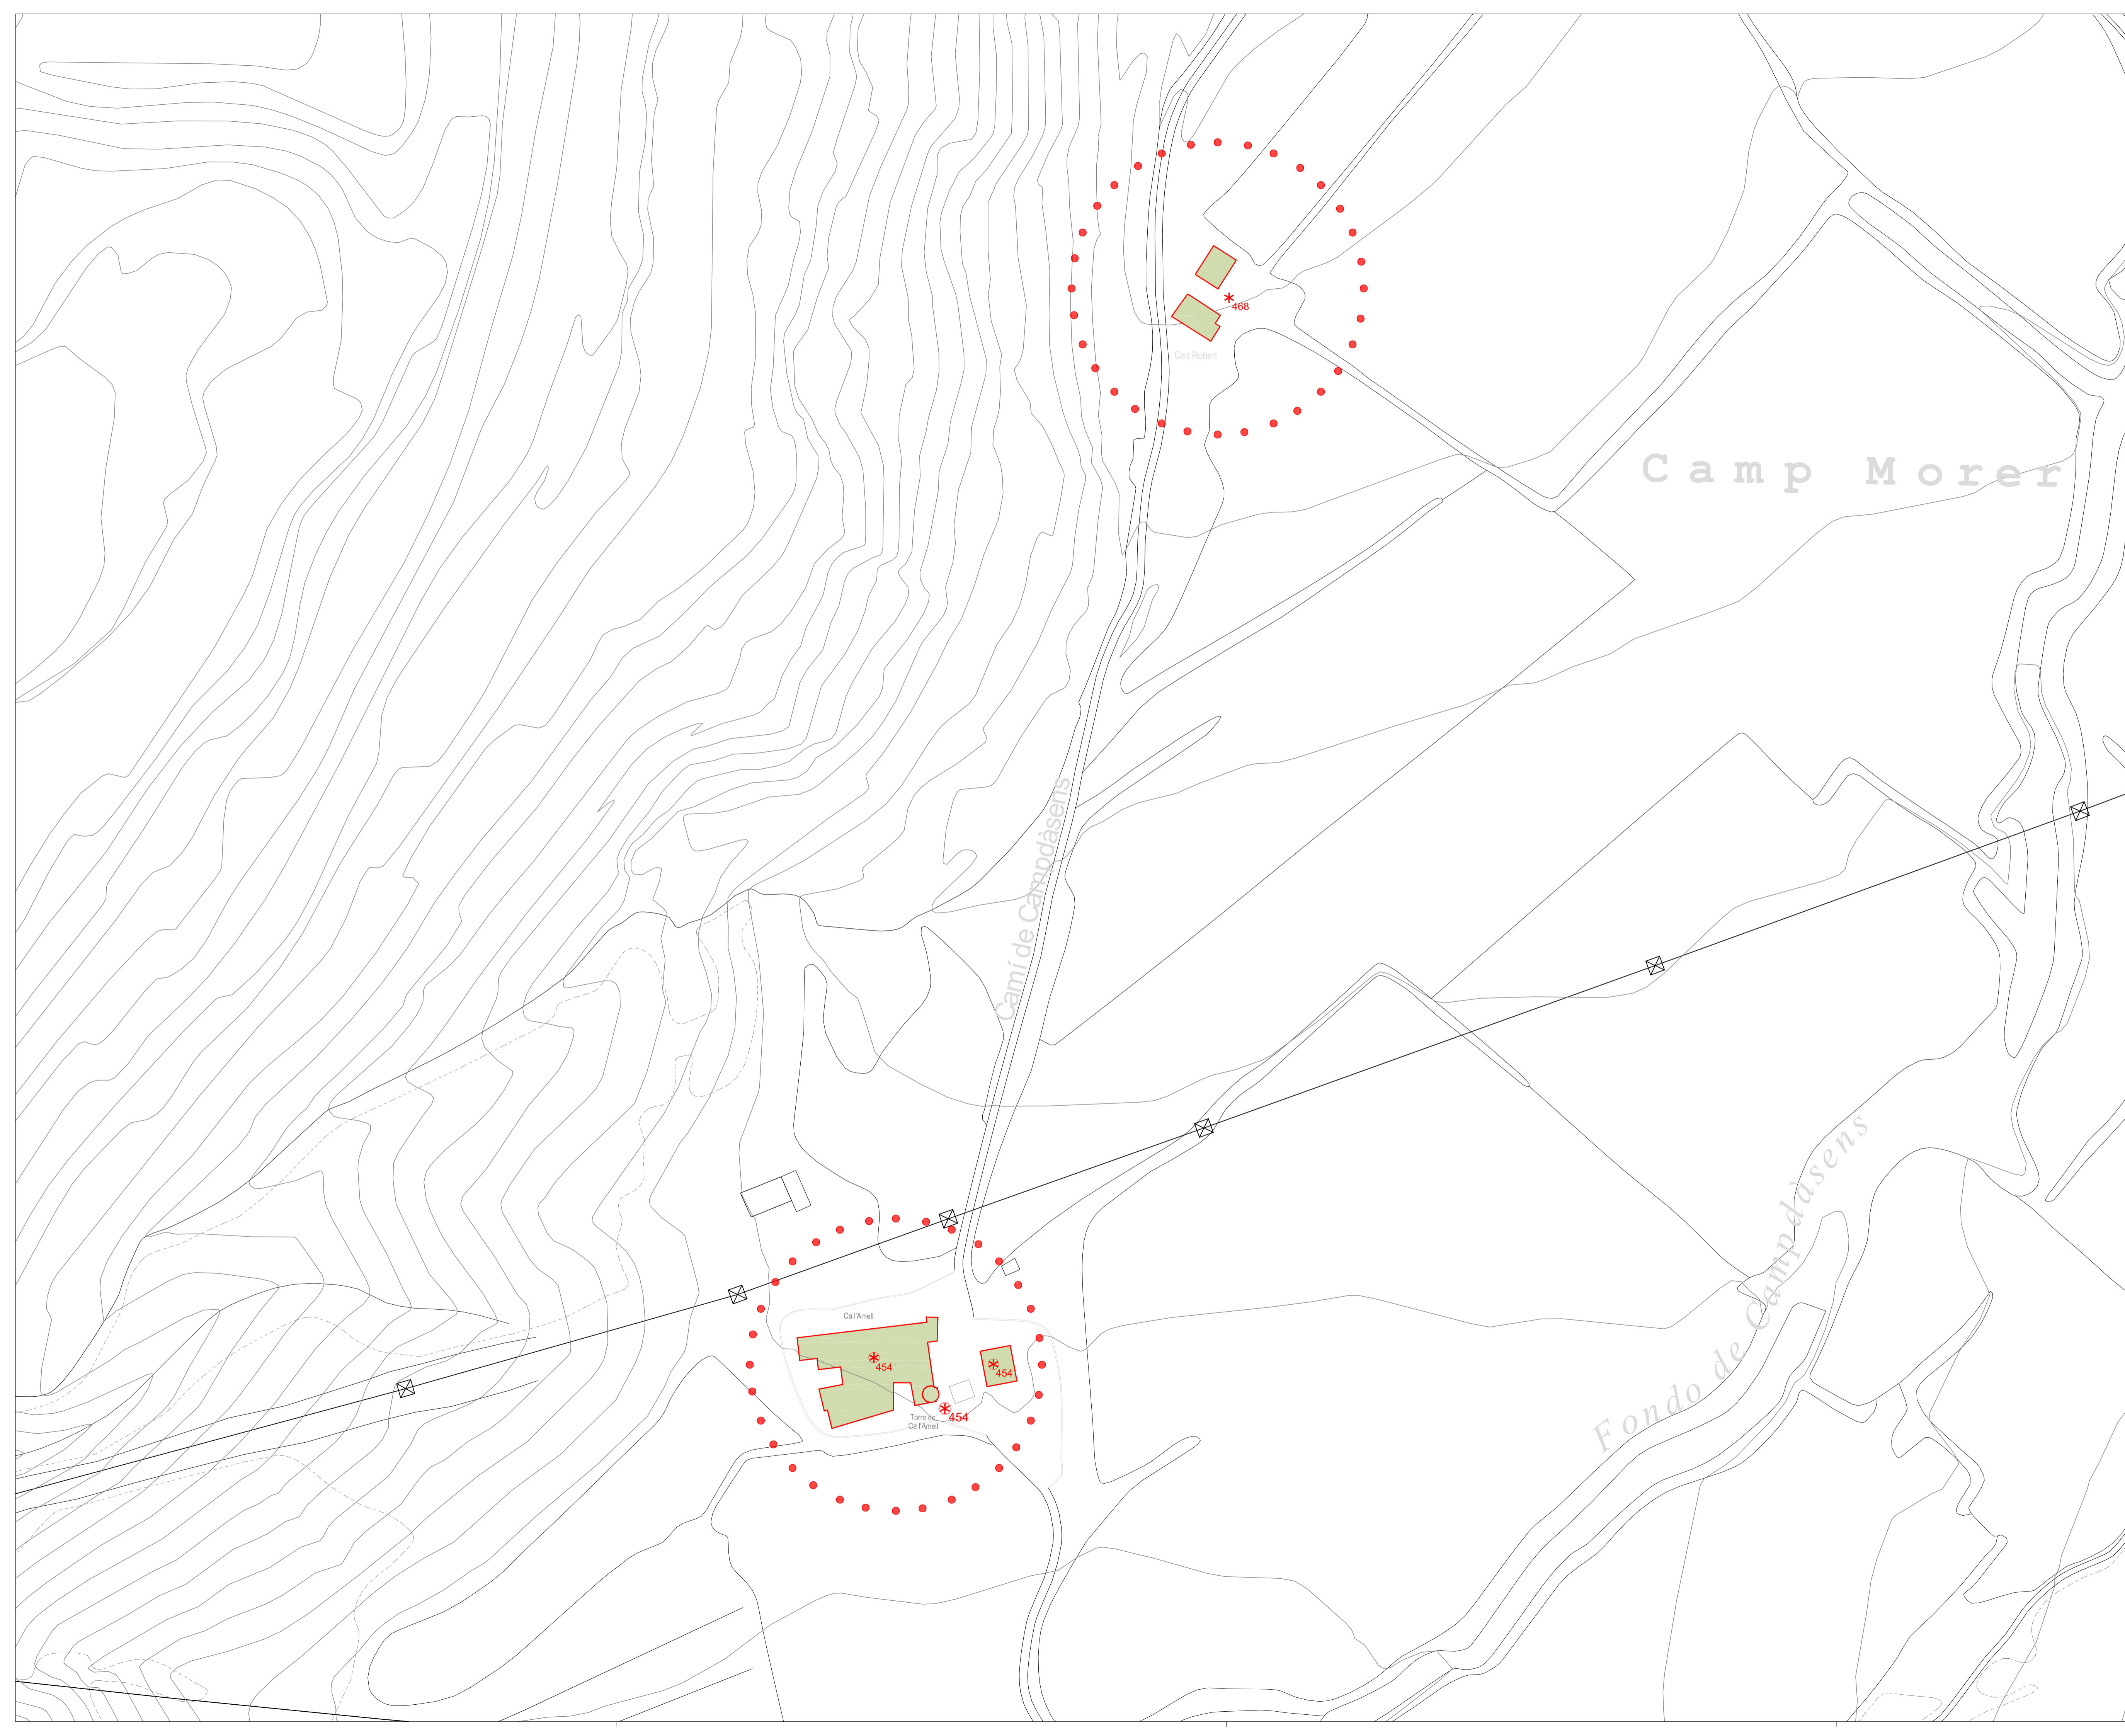 468
Can Robert
Camp Morer
Camí de Campdàsens
Fondo de Campdàsens
Ca l'Amell
454
454
454
Torre de
Ca l'Amell